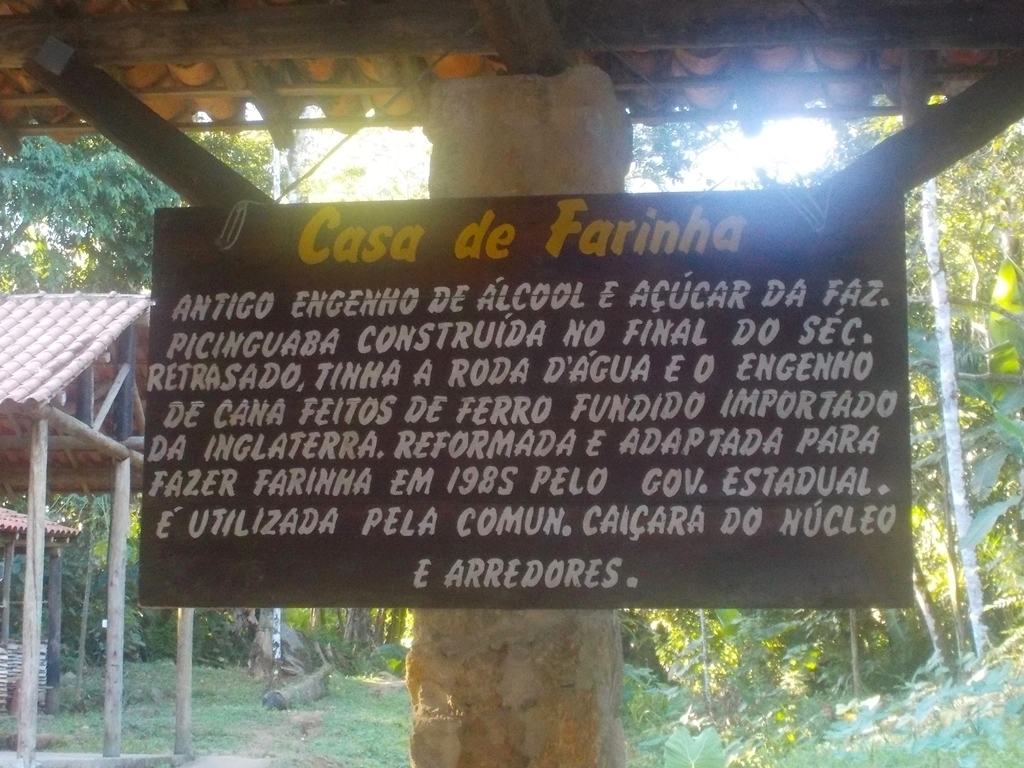 Casa de Farinha
ANTIGO ENGENHO DE ÁLCOOL E AÇÚCAR DA FAZ.
PICINGUABA CONSTRUÍDA NO FINAL DO SÉC.
RETRASADO, TINHA A RODA D'ÁGUA E O ENGENHO
DE CANA FEITOS DE FERRO FUNDIDO IMPORTADO
DA INGLATERRA. REFORMADA E ADAPTADA PARA
FAZER FARINHA EM 1985 PELO GOV. ESTADUAL.
É UTILIZADA PELA COMUN. CAIÇARA DO NÚCLEO
E ARREDORES.